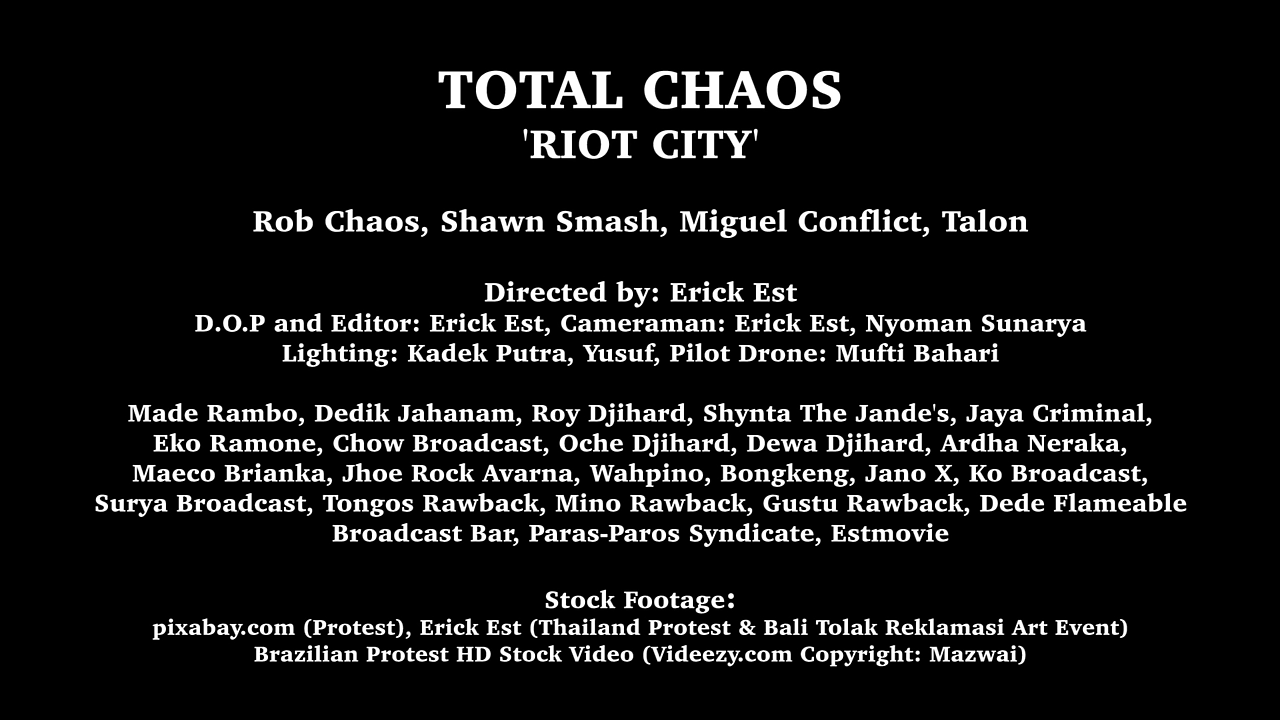 TOTAL CHAOS
'RIOT CITY'
Rob Chaos, Shawn Smash, Miguel Conflict, Talon
Directed by: Erick Est
D.O.P and Editor: Erick Est, Cameraman: Erick Est, Nyoman Sunarya
Lighting: Kadek Putra, Yusuf, Pilot Drone: Mufti Bahari
Made Rambo, Dedik Jahanam, Roy Djihard, Shynta The Jande's, Jaya Criminal,
Eko Ramone, Chow Broadcast, Oche Djihard, Dewa Djihard, Ardha Neraka,
Maeco Brianka, Jhoe Rock Avarna, Wahpino, Bongkeng, Jano X, Ko Broadcast,
Surya Broadcast, Tongos Rawback, Mino Rawback, Gustu Rawback, Dede Flameable
Broadcast Bar, Paras-Paros Syndicate, Estmovie
Stock Footage:
pixabay.com (Protest), Erick Est (Thailand Protest & Bali Tolak Reklamasi Art Event)
Brazilian Protest HD Stock Video (Videezy.com Copyright: Mazwai)